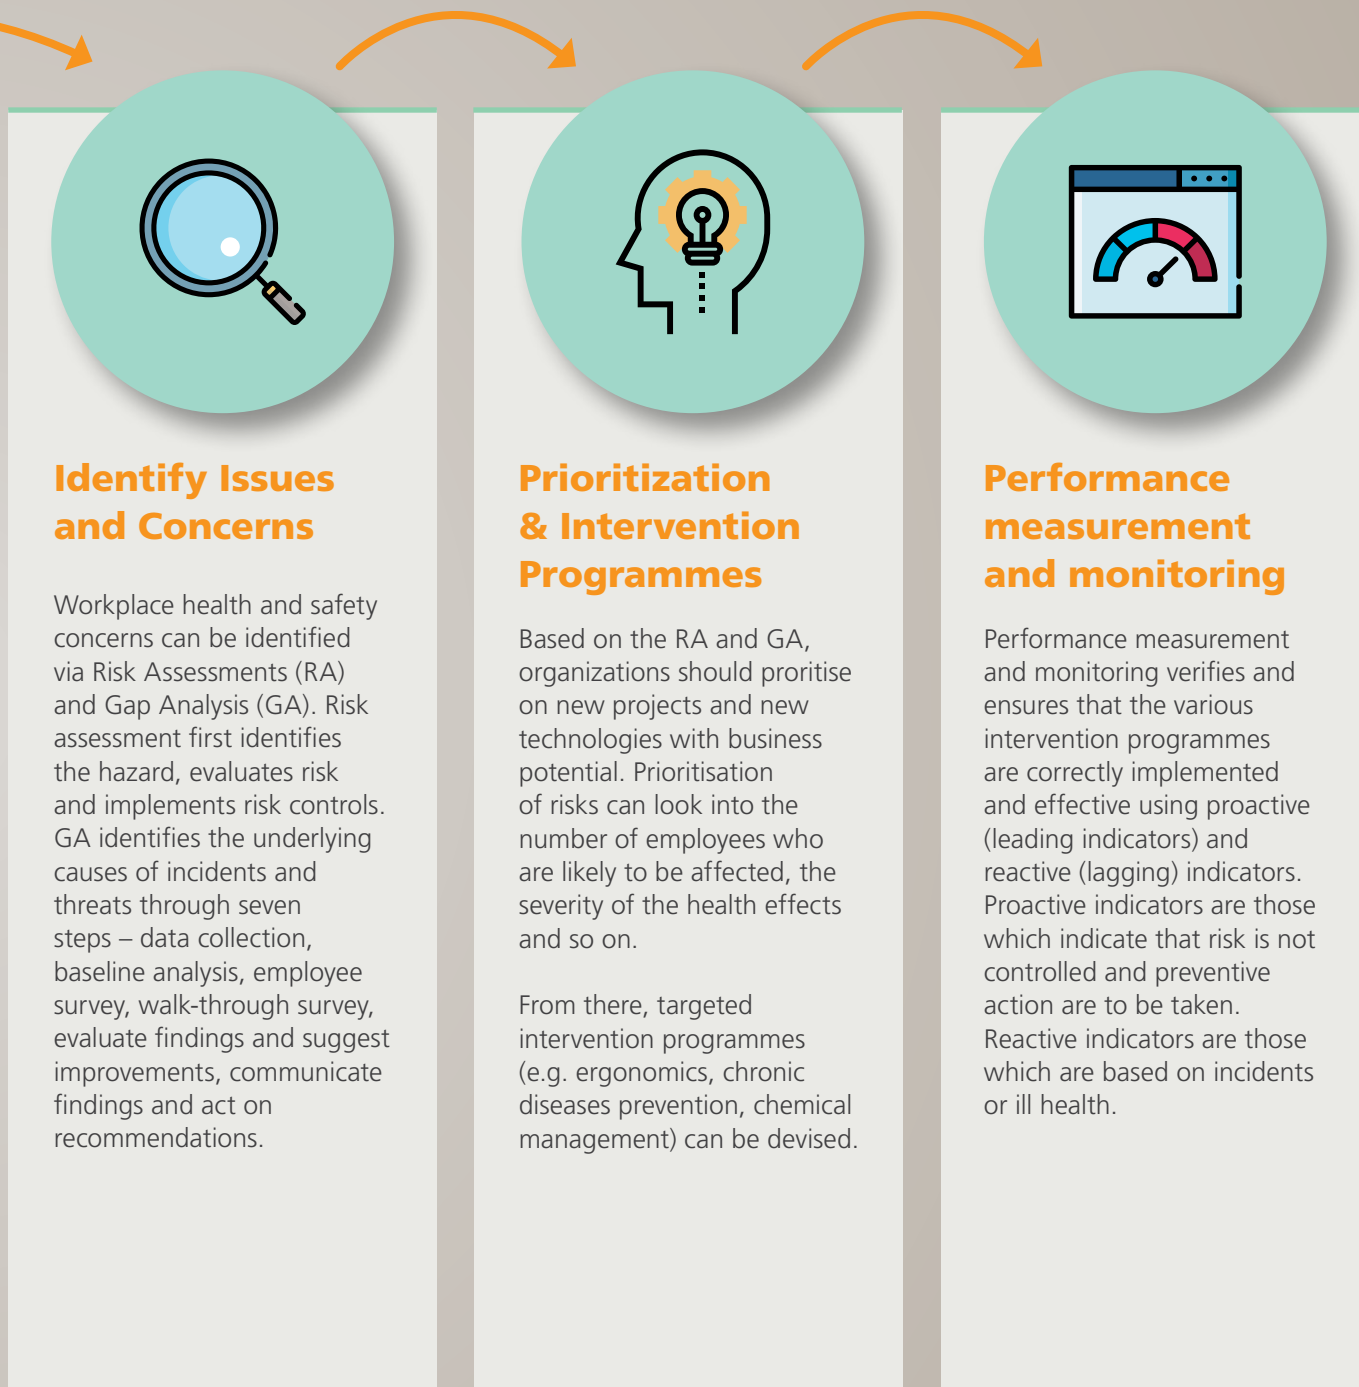 Identify Issues
and Concerns
Workplace health and safety
concerns can be identified
via Risk Assessments (RA)
and Gap Analysis (GA). Risk
assessment first identifies
the hazard, evaluates risk
and implements risk controls.
GA identifies the underlying
causes of incidents and
threats through seven
steps – data collection,
baseline analysis, employee
survey, walk-through survey,
evaluate findings and suggest
improvements, communicate
findings and act on
recommendations.
Prioritization
& Intervention
Programmes
Based on the RA and GA,
organizations should proritise
on new projects and new
technologies with business
potential. Prioritisation
of risks can look into the
number of employees who
are likely to be affected, the
severity of the health effects
and so on.
From there, targeted
intervention programmes
(e.g. ergonomics, chronic
diseases prevention, chemical
management) can be devised.
Performance
measurement
and monitoring
Performance measurement
and monitoring verifies and
ensures that the various
intervention programmes
are correctly implemented
and effective using proactive
(leading indicators) and
reactive (lagging) indicators.
Proactive indicators are those
which indicate that risk is not
controlled and preventive
action are to be taken.
Reactive indicators are those
which are based on incidents
or ill health.